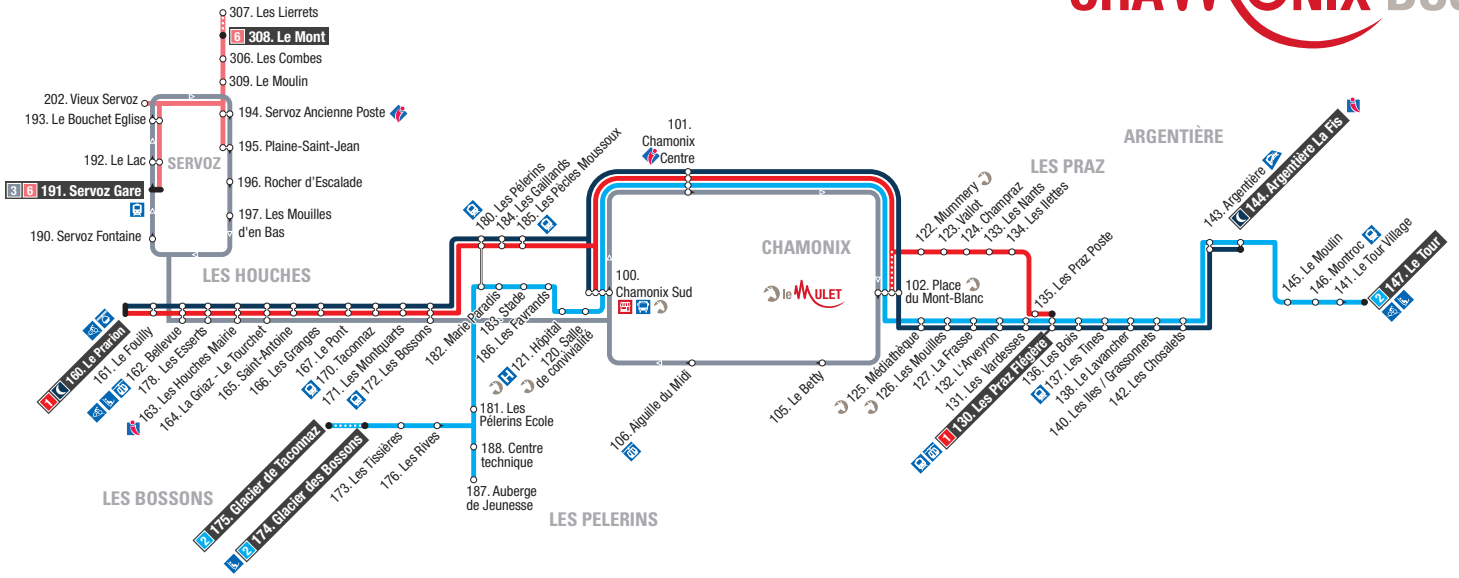 307. Les Lierrets
6 308. Le Mont
306. Les Combes
309. Le Moulin
202. Vieux Servoz
193. Le Bouchet Eglise
194. Servoz Ancienne Poste
192. Le Lac
SERVOZ
195. Plaine-Saint-Jean
3 6 191. Servoz Gare
196. Rocher d'Escalade
197. Les Mouilles
d'en Bas
190. Servoz Fontaine
LES HOUCHES
1 160. Le Prarion
161. Le Fouilly
162. Bellevue
178. Les Esserts
163. Les Houches Mairie
164. La Griaz - Le Tourchet
165. Saint-Antoine
166. Les Granges
167. Le Pont
170. Taconnaz
171. Les Montquarts
172. Les Bossons
180. Les Pélerins
184. Les Gaillands
185. Les Pècles Moussoux
182. Marie Paradis
183. Stade
186. Les Favrands
H 121. Hôpital
120. Salle
de convivialité
181. Les
Pélerins Ecole
188. Centre
technique
187. Auberge
de Jeunesse
LES PELERINS
LES BOSSONS
2 175. Glacier de Taconnaz
2 174. Glacier des Bossons
173. Les Tissières
176. Les Rives
101.
Chamonix
Centre
100.
Chamonix Sud
CHAMONIX
le MULET
106. Aiguille du Midi
105. Le Betty
102. Place
du Mont-Blanc
122. Mummery
123. Vallot
124. Champraz
133. Les Nants
134. Les Ilettes
LES PRAZ
135. Les Praz Poste
125. Médiathèque
126. Les Mouilles
127. La Frasse
132. L'Arveyron
131. Les Vardesses
1 130. Les Praz Flégère
136. Les Bois
137. Les Tines
138. Le Lavancher
140. Les Iles / Grassonnets
142. Les Chosalets
ARGENTIÈRE
143. Argentière
144. Argentière La Fis
145. Le Moulin
146. Montroc
141. Le Tour Village
2 147. Le Tour